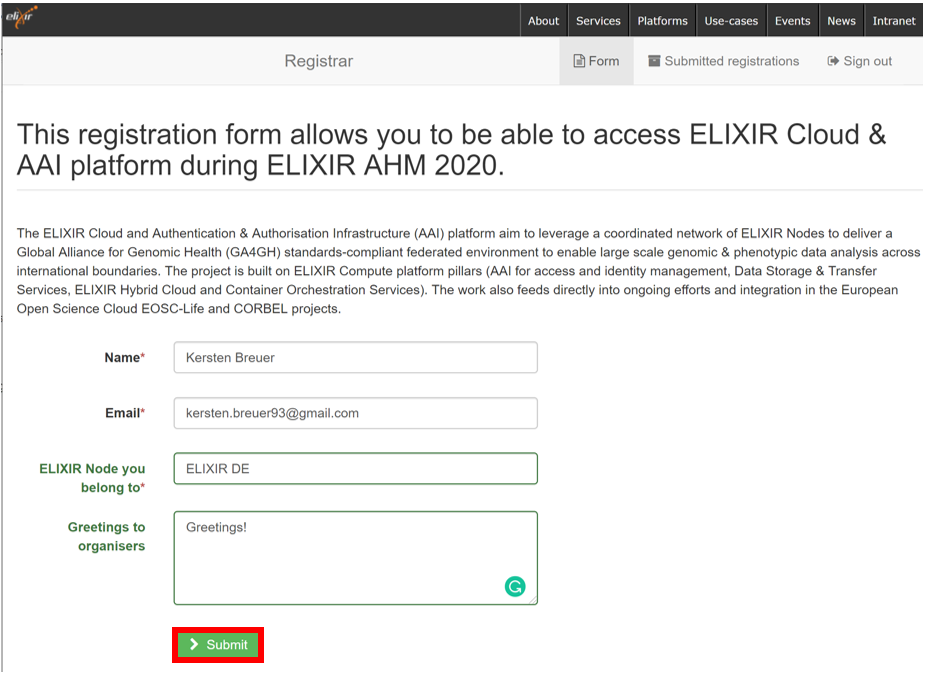 elixir
About Services Platforms Use-cases Events News Intranet
Registrar Form Submitted registrations Sign out
This registration form allows you to be able to access ELIXIR Cloud &
AAI platform during ELIXIR AHM 2020.
The ELIXIR Cloud and Authentication & Authorisation Infrastructure (AAI) platform aim to leverage a coordinated network of ELIXIR Nodes to deliver a
Global Alliance for Genomic Health (GA4GH) standards-compliant federated environment to enable large scale genomic & phenotypic data analysis across
international boundaries. The project is built on ELIXIR Compute platform pillars (AAI for access and identity management, Data Storage & Transfer
Services, ELIXIR Hybrid Cloud and Container Orchestration Services). The work also feeds directly into ongoing efforts and integration in the European
Open Science Cloud EOSC-Life and CORBEL projects.
Name* Kersten Breuer
Email* kersten.breuer93@gmail.com
ELIXIR Node you
belong to*
ELIXIR DE
Greetings to
organisers
Greetings!
Submit